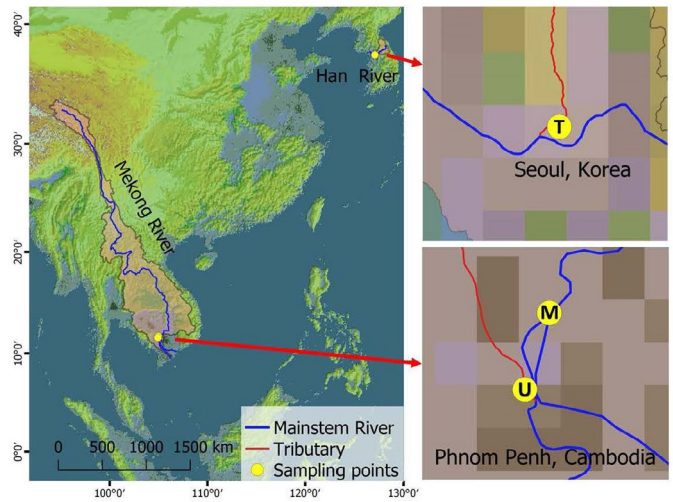 40°0'
30°0'
20°0'
10°0'
0°0'
Han River
Mekong River
0 500 1000 1500 km
Mainstem River
Tributary
Sampling points
100°0'
110°0'
120°0'
130°0'
T
Seoul, Korea
M
U
Phnom Penh, Cambodia